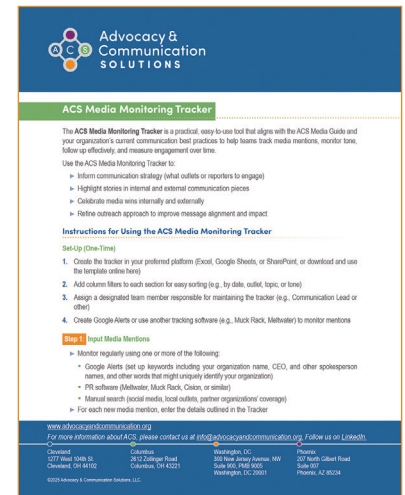 ACS
Advocacy &
Communication
SOLUTIONS
ACS Media Monitoring Tracker
The ACS Media Monitoring Tracker is a practical, easy-to-use tool that aligns with the ACS Media Guide and
your organization's current communication best practices to help teams track media mentions, monitor tone,
follow up effectively, and measure engagement over time.
Use the ACS Media Monitoring Tracker to:
► Inform communication strategy (what outlets or reporters to engage)
► Highlight stories in internal and external communication pieces
► Celebrate media wins internally and externally
► Refine outreach approach to improve message alignment and impact
Instructions for Using the ACS Media Monitoring Tracker
Set-Up (One-Time)
1. Create the tracker in your preferred platform (Excel, Google Sheets, or SharePoint, or download and use
the template online here)
2. Add column filters to each section for easy sorting (e.g., by date, outlet, topic, or tone)
3. Assign a designated team member responsible for maintaining the tracker (e.g., Communication Lead or
other)
4. Create Google Alerts or use another tracking software (e.g., Muck Rack, Meltwater) to monitor mentions
Step 1: Input Media Mentions
► Monitor regularly using one or more of the following:
• Google Alerts (set up keywords including your organization name, CEO, and other spokesperson
names, and other words that might uniquely identify your organization)
• PR software (Meltwater, Muck Rack, Cision, or similar)
• Manual search (social media, local outlets, partner organizations' coverage)
► For each new media mention, enter the details outlined in the Tracker
www.advocacyandcommunication.org
For more information about ACS, please contact us at info@advocacyandcommunication.org. Follow us on LinkedIn.
Cleveland
1277 West 104th St.
Cleveland, OH 44102
Columbus
2612 Zollinger Road
Columbus, OH 43221
Washington, DC
300 New Jersey Avenue, NW
Suite 900, PMB 9005
Washington, DC 20001
Phoenix
207 North Gilbert Road
Suite 007
Phoenix, AZ 85234
©2025 Advocacy & Communication Solutions, LLC.